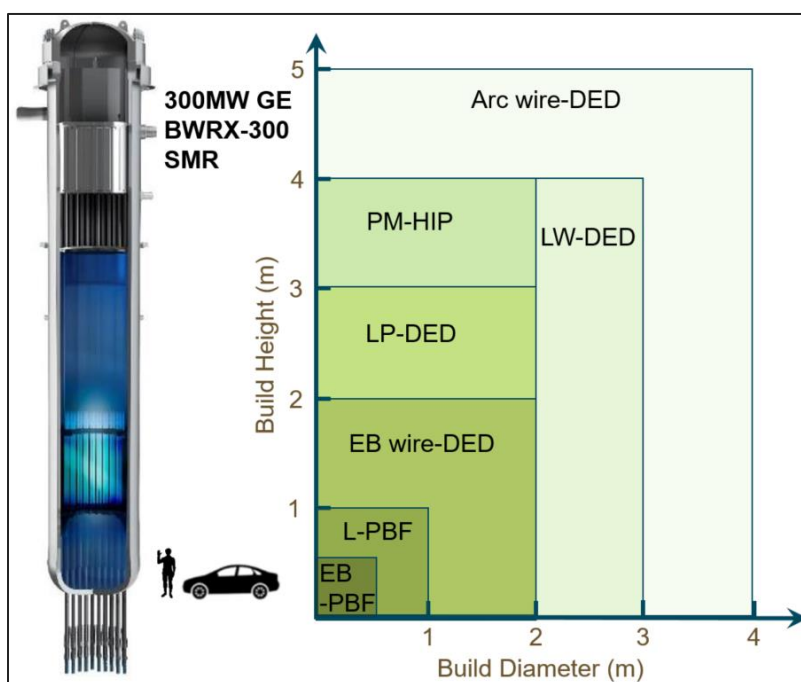 300MW GE
BWRX-300
SMR
Build Height (m)
5
4
3
2
1
Arc wire-DED
PM-HIP
LW-DED
LP-DED
EB wire-DED
L-PBF
EB
-PBF
1
2
3
4
Build Diameter (m)